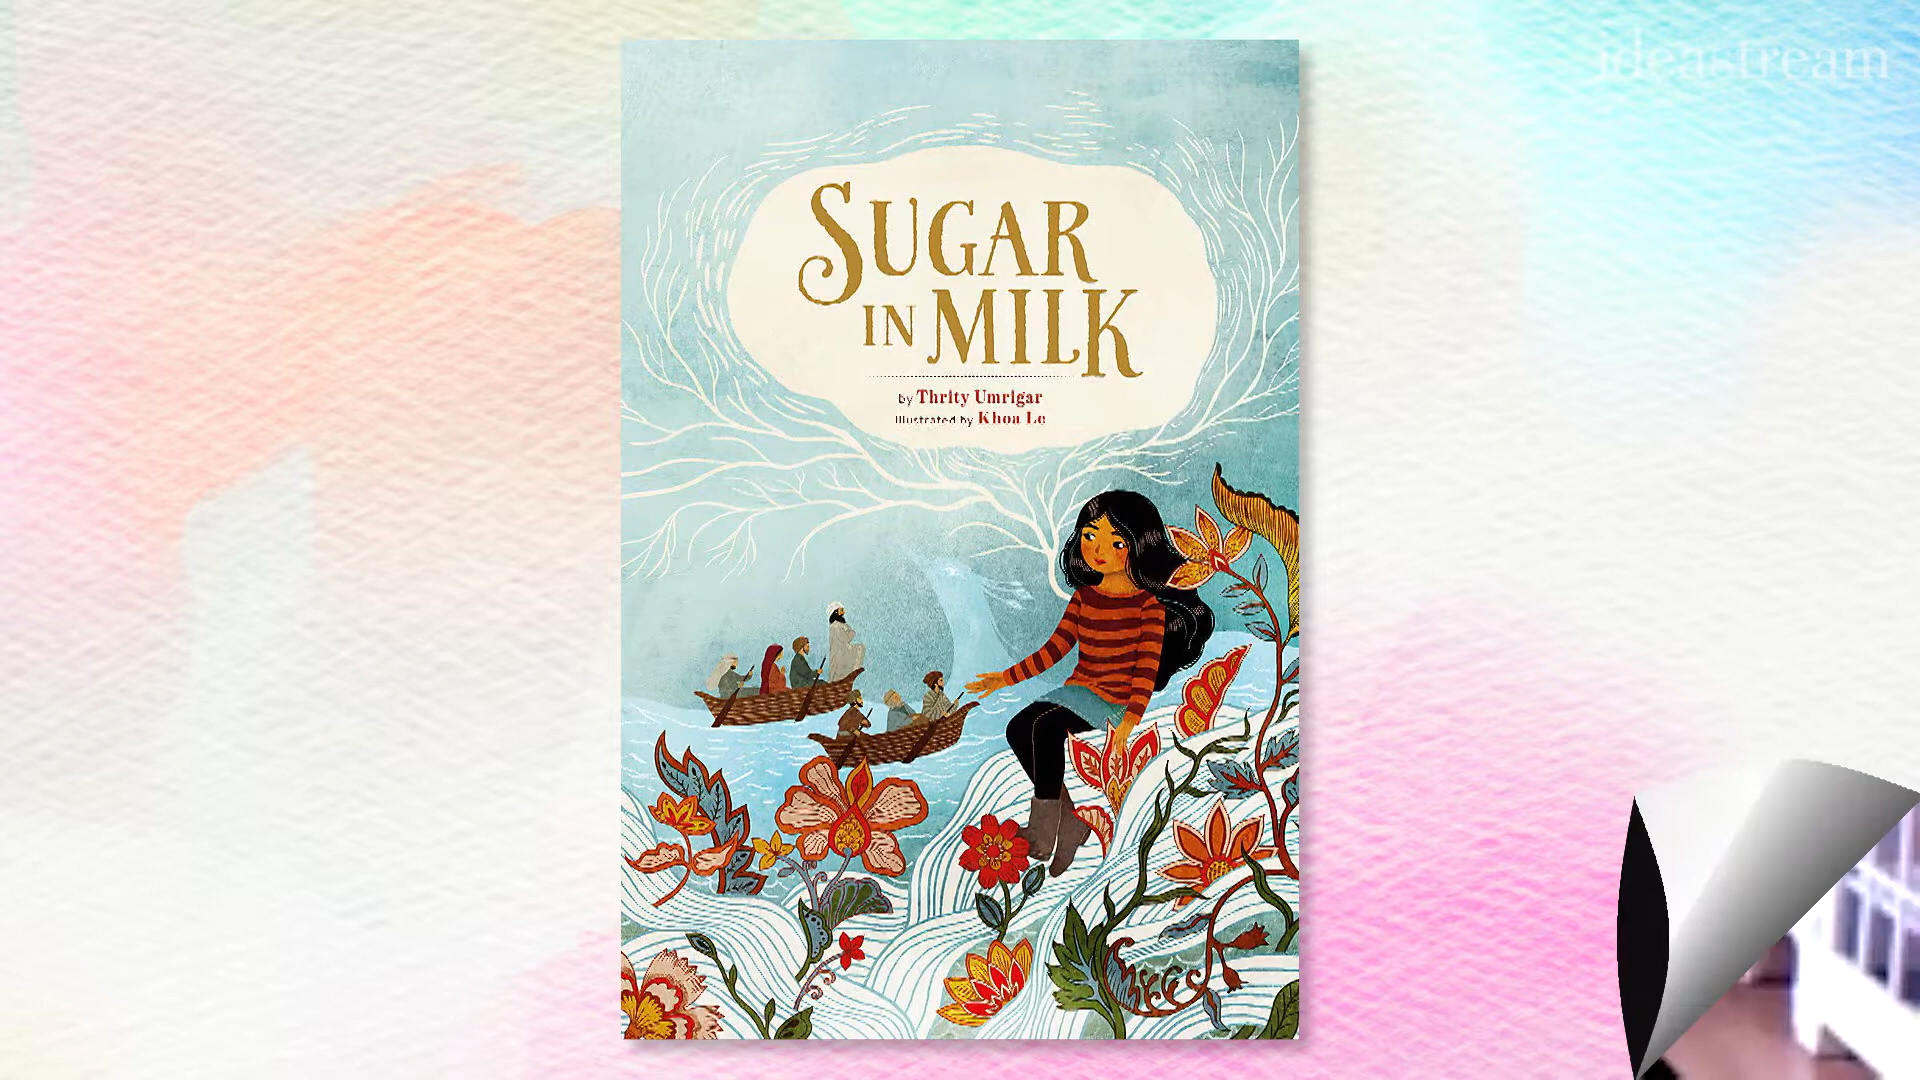 ideastream
SUGAR
IN MILK
by Thrity Umrigar
illustrated by Khoa Le